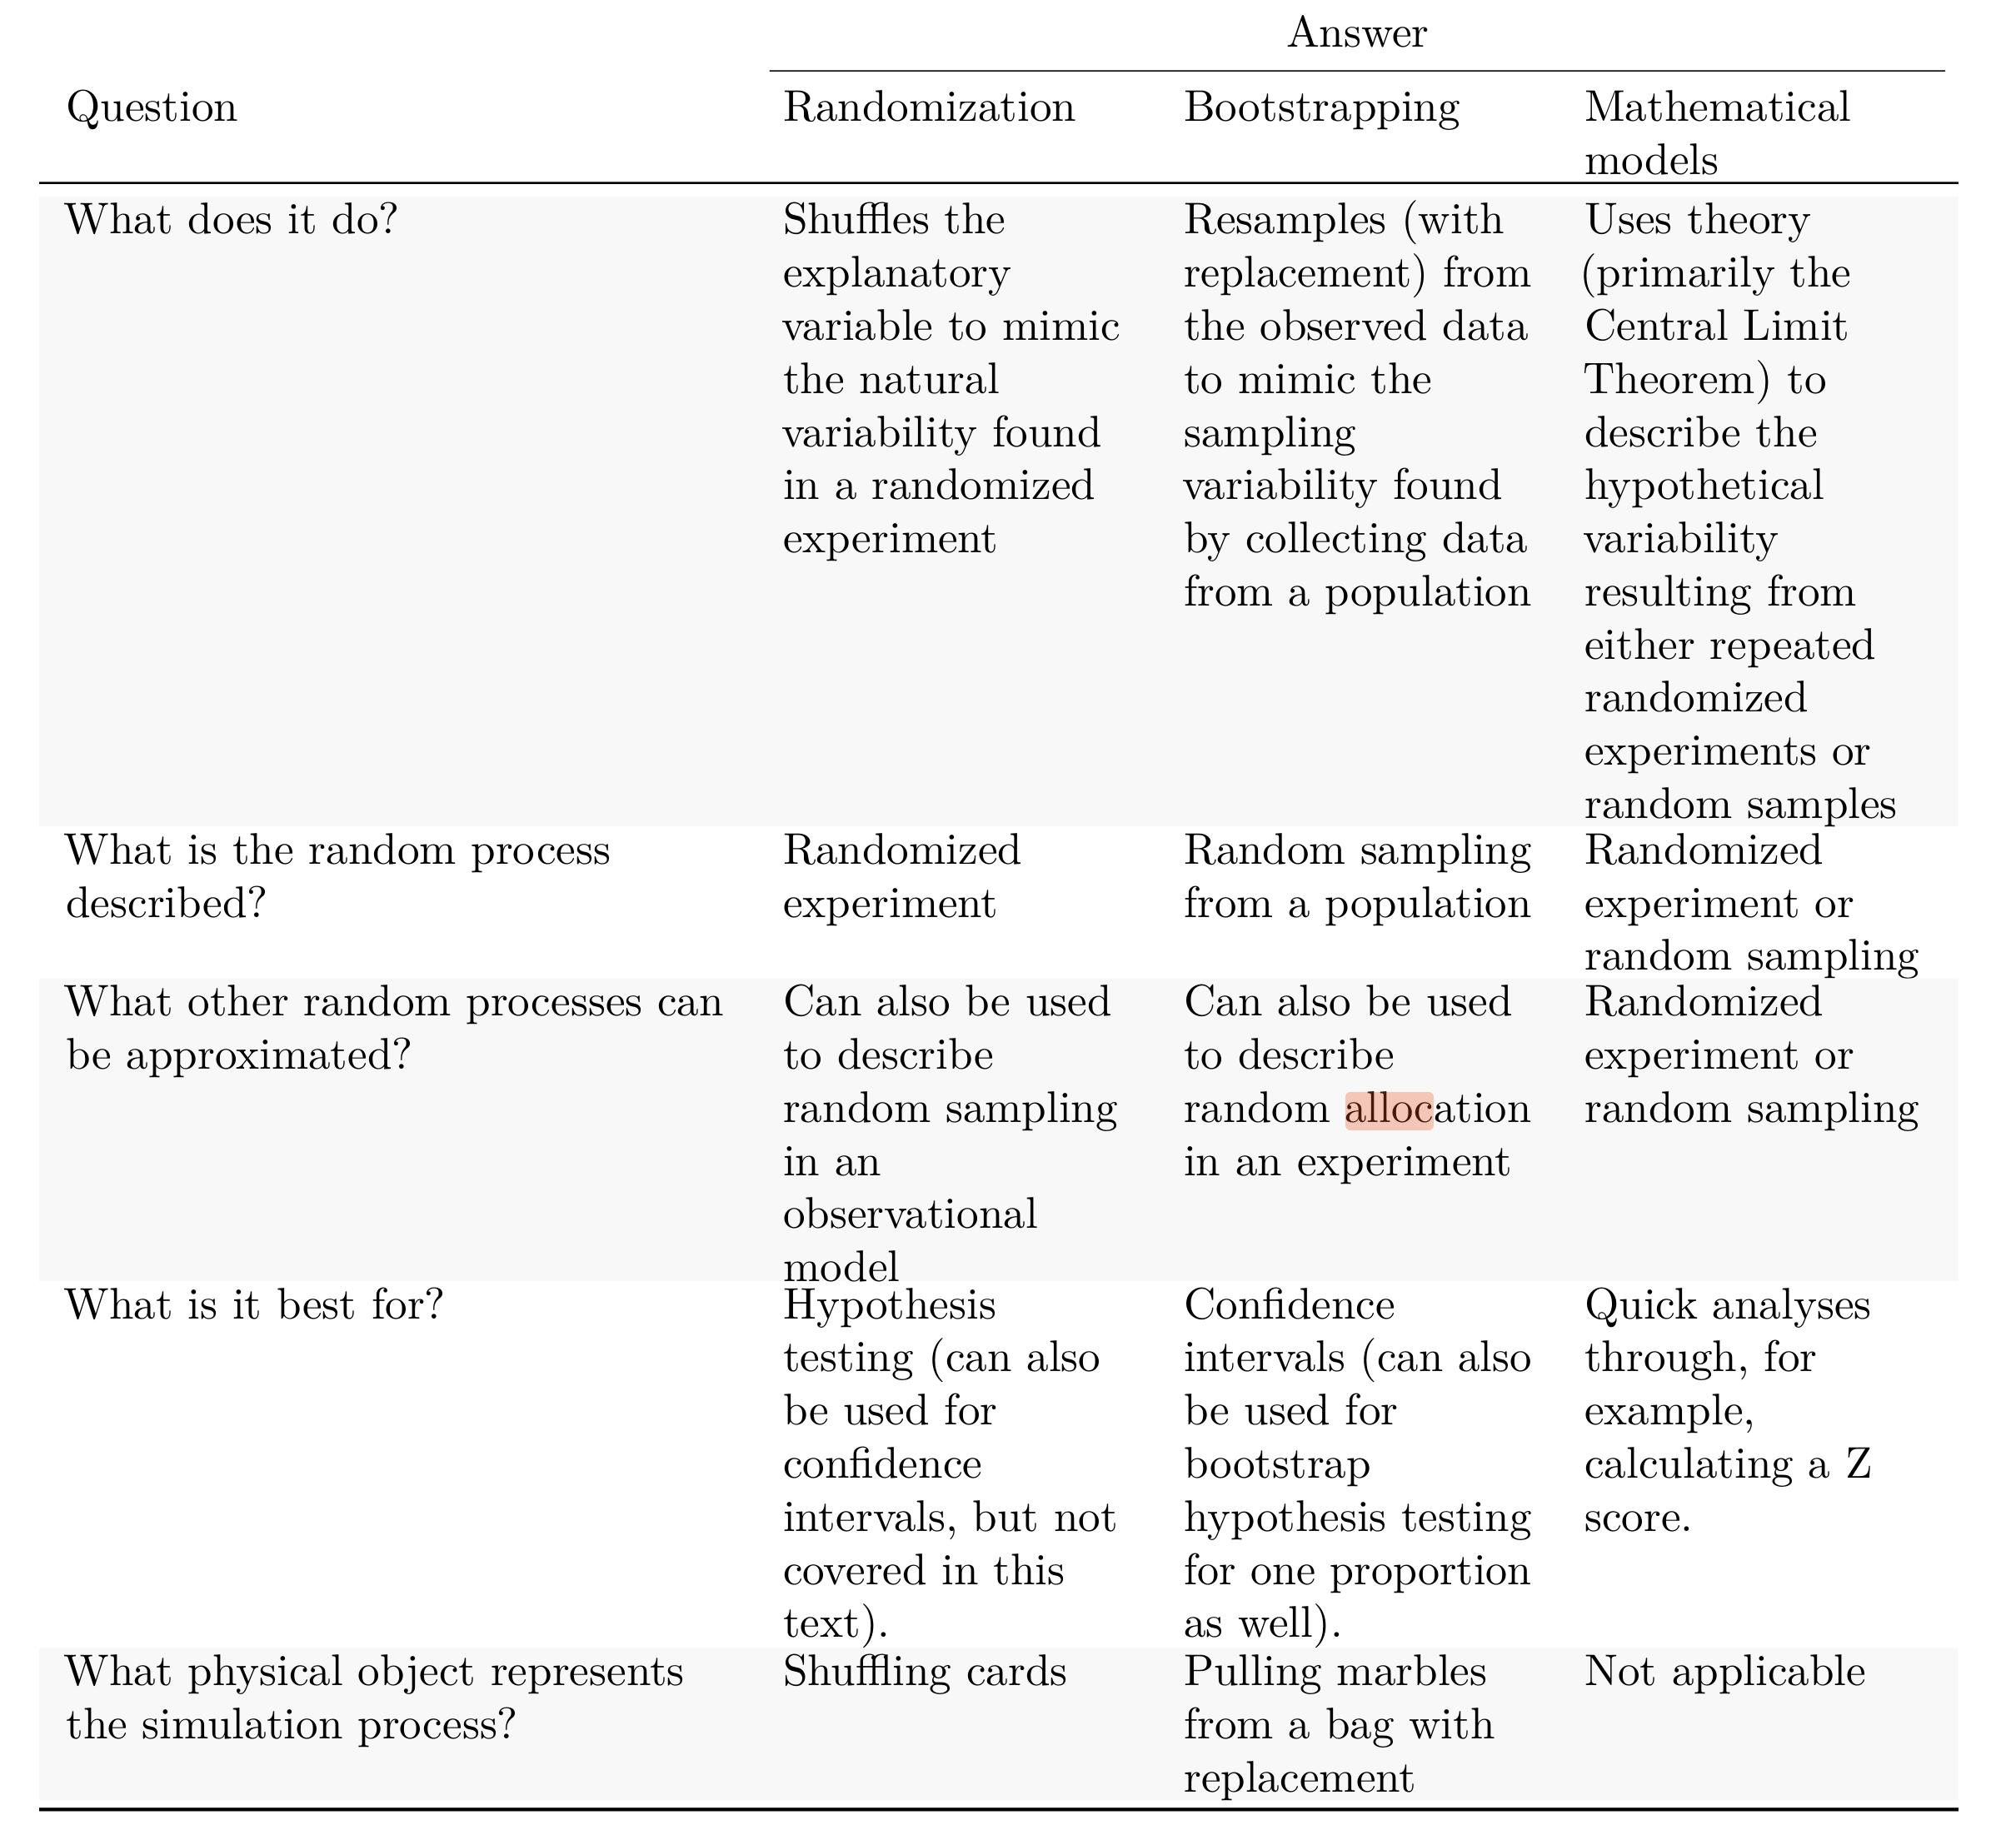 Answer
Question
Randomization
Bootstrapping
Mathematical
models
What does it do?
Shuffles the
explanatory
variable to mimic
the natural
variability found
in a randomized
experiment
Resamples (with
replacement) from
the observed data
to mimic the
sampling
variability found
by collecting data
from a population
Uses theory
(primarily the
Central Limit
Theorem) to
describe the
hypothetical
variability
resulting from
either repeated
randomized
experiments or
random samples
What is the random process
described?
Randomized
experiment
Random sampling
from a population
Randomized
experiment or
random sampling
What other random processes can
be approximated?
Can also be used
to describe
random sampling
in an
observational
model
Can also be used
to describe
random allocation
in an experiment
Randomized
experiment or
random sampling
What is it best for?
Hypothesis
testing (can also
be used for
confidence
intervals, but not
covered in this
text).
Confidence
intervals (can also
be used for
bootstrap
hypothesis testing
for one proportion
as well).
Quick analyses
through, for
example,
calculating a Z
score.
What physical object represents
the simulation process?
Shuffling cards
Pulling marbles
from a bag with
replacement
Not applicable